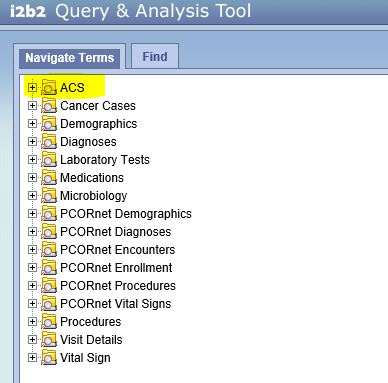 i2b2 Query & Analysis Tool
Navigate Terms Find
ACS
Cancer Cases
Demographics
Diagnoses
Laboratory Tests
Medications
Microbiology
PCORnet Demographics
PCORnet Diagnoses
PCORnet Encounters
PCORnet Enrollment
PCORnet Procedures
PCORnet Vital Signs
Procedures
Visit Details
Vital Sign